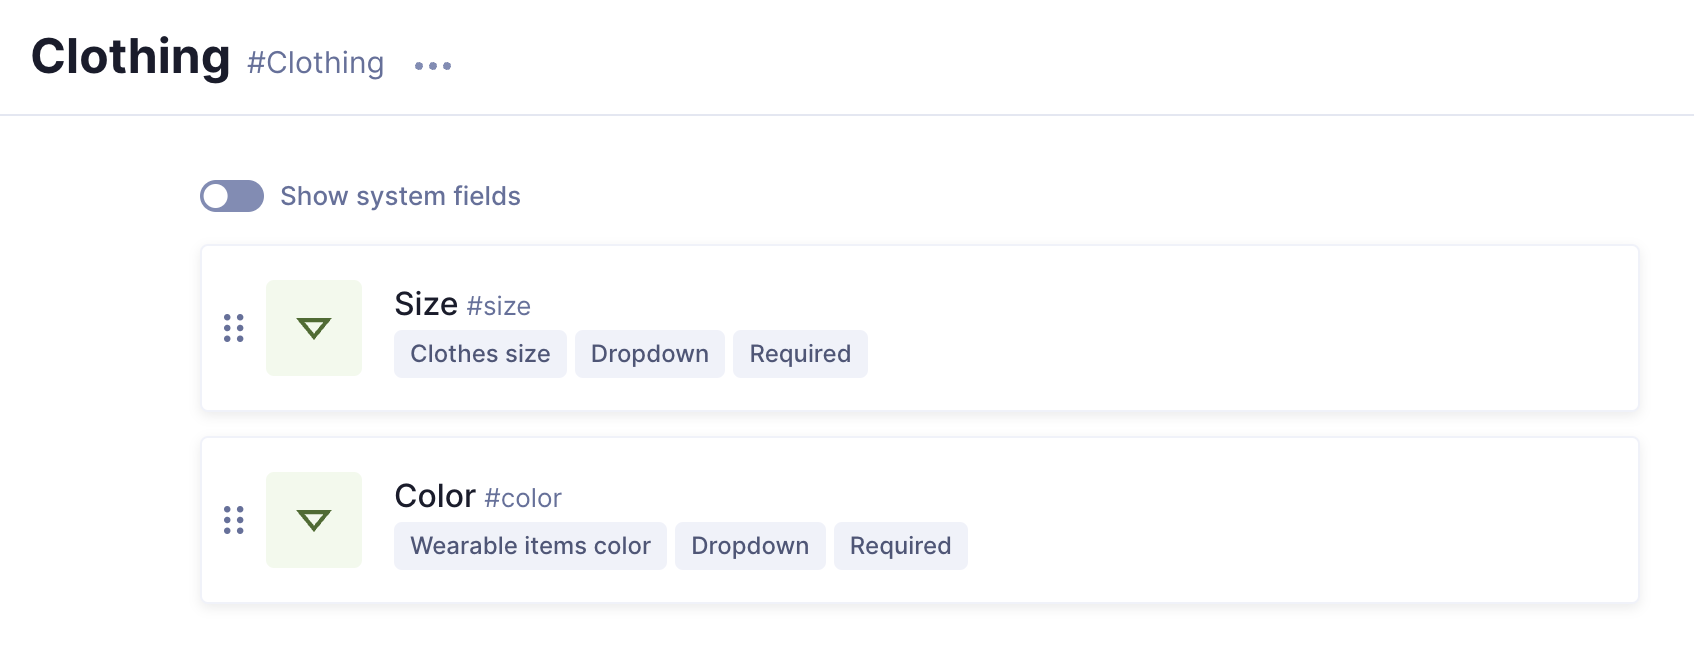 Clothing #Clothing
Show system fields
Size #size
Clothes size Dropdown Required
Color #color
Wearable items color Dropdown Required